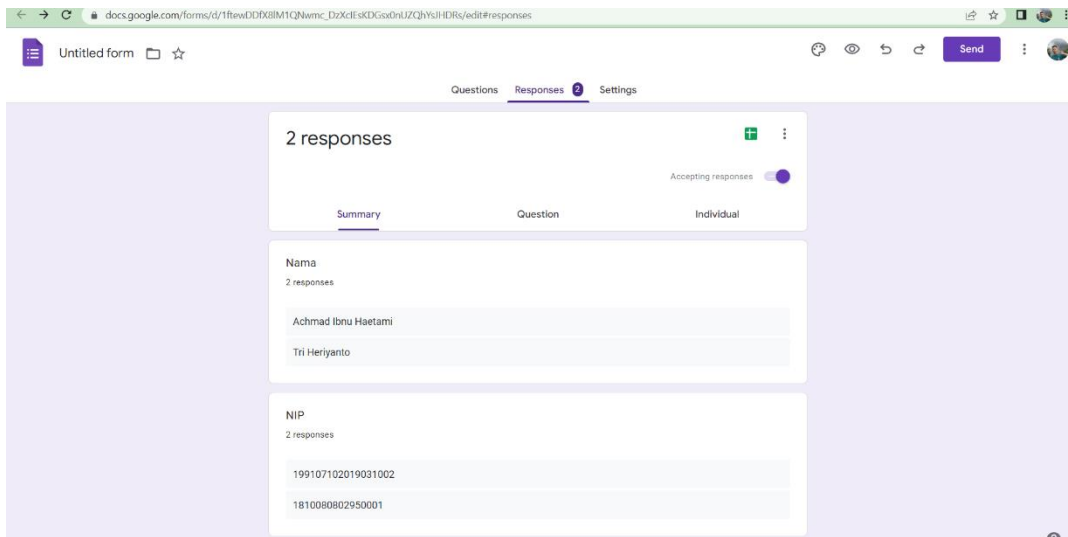 docs.google.com/forms/d/1ftewDDfX8lM1QNwmc_DzXclEsKDGsx0nUZQhYsJHDRs/edit#responses
Untitled form
Send
Questions Responses 2 Settings
2 responses
Accepting responses
Summary Question Individual
Nama
2 responses
Achmad Ibnu Haetami
Tri Heriyanto
NIP
2 responses
199107102019031002
1810080802950001